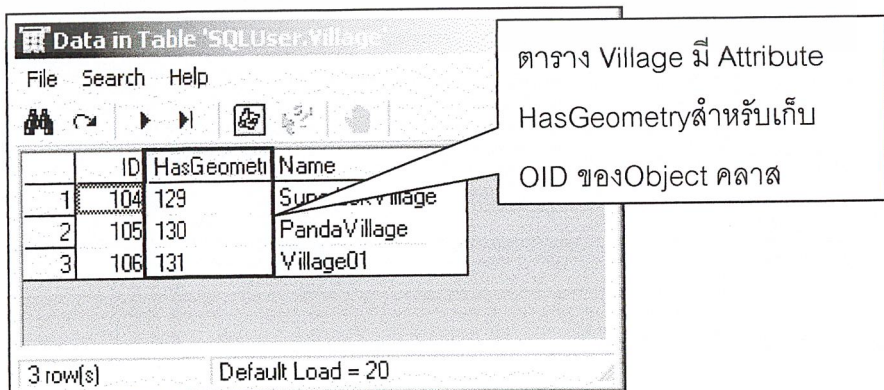 Data in Table 'SQLUser.Village'
ตาราง Village มี Attribute
HasGeometryสำหรับเก็บ
OID ของObject คลาส
File Search Help
ID HasGeometr Name
1 104 129 Village
2 105 130 PandaVillage
3 106 131 Village01
3 row(s) Default Load = 20